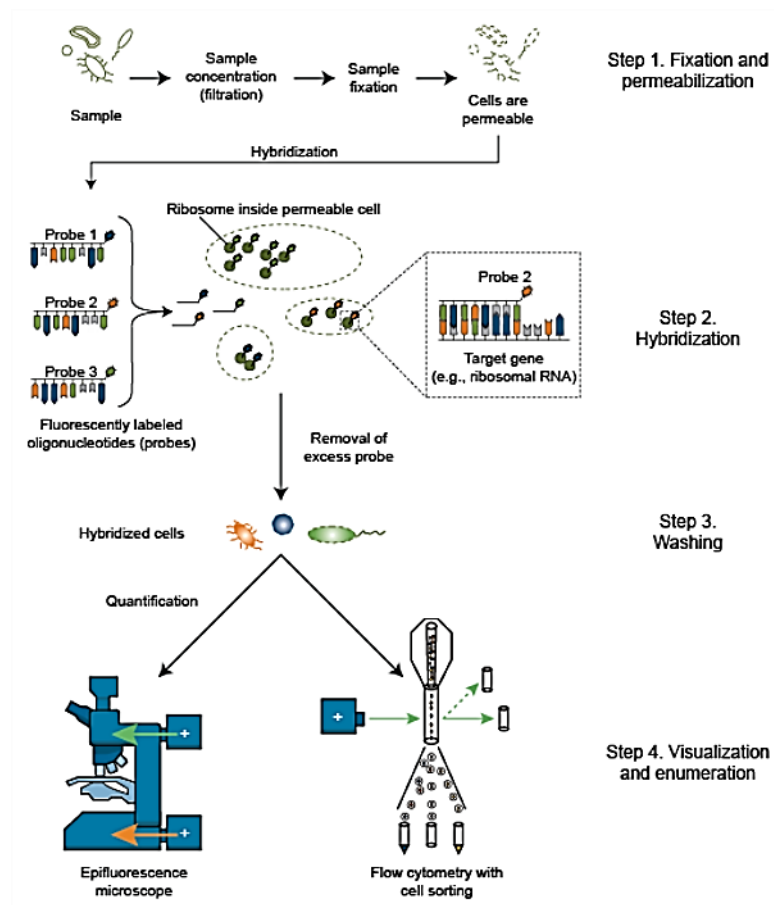 Sample
Sample
concentration
(filtration)
Sample
fixation
Cells are
permeable
Step 1. Fixation and
permeabilization
Hybridization
Ribosome inside permeable cell
Probe 1
Probe 2
Probe 3
Fluorescently labeled
oligonucleotides (probes)
Probe 2
Target gene
(e.g., ribosomal RNA)
Step 2.
Hybridization
Removal of
excess probe
Hybridized cells
Step 3.
Washing
Quantification
+
+
+
Epifluorescence
microscope
Flow cytometry with
cell sorting
Step 4. Visualization
and enumeration